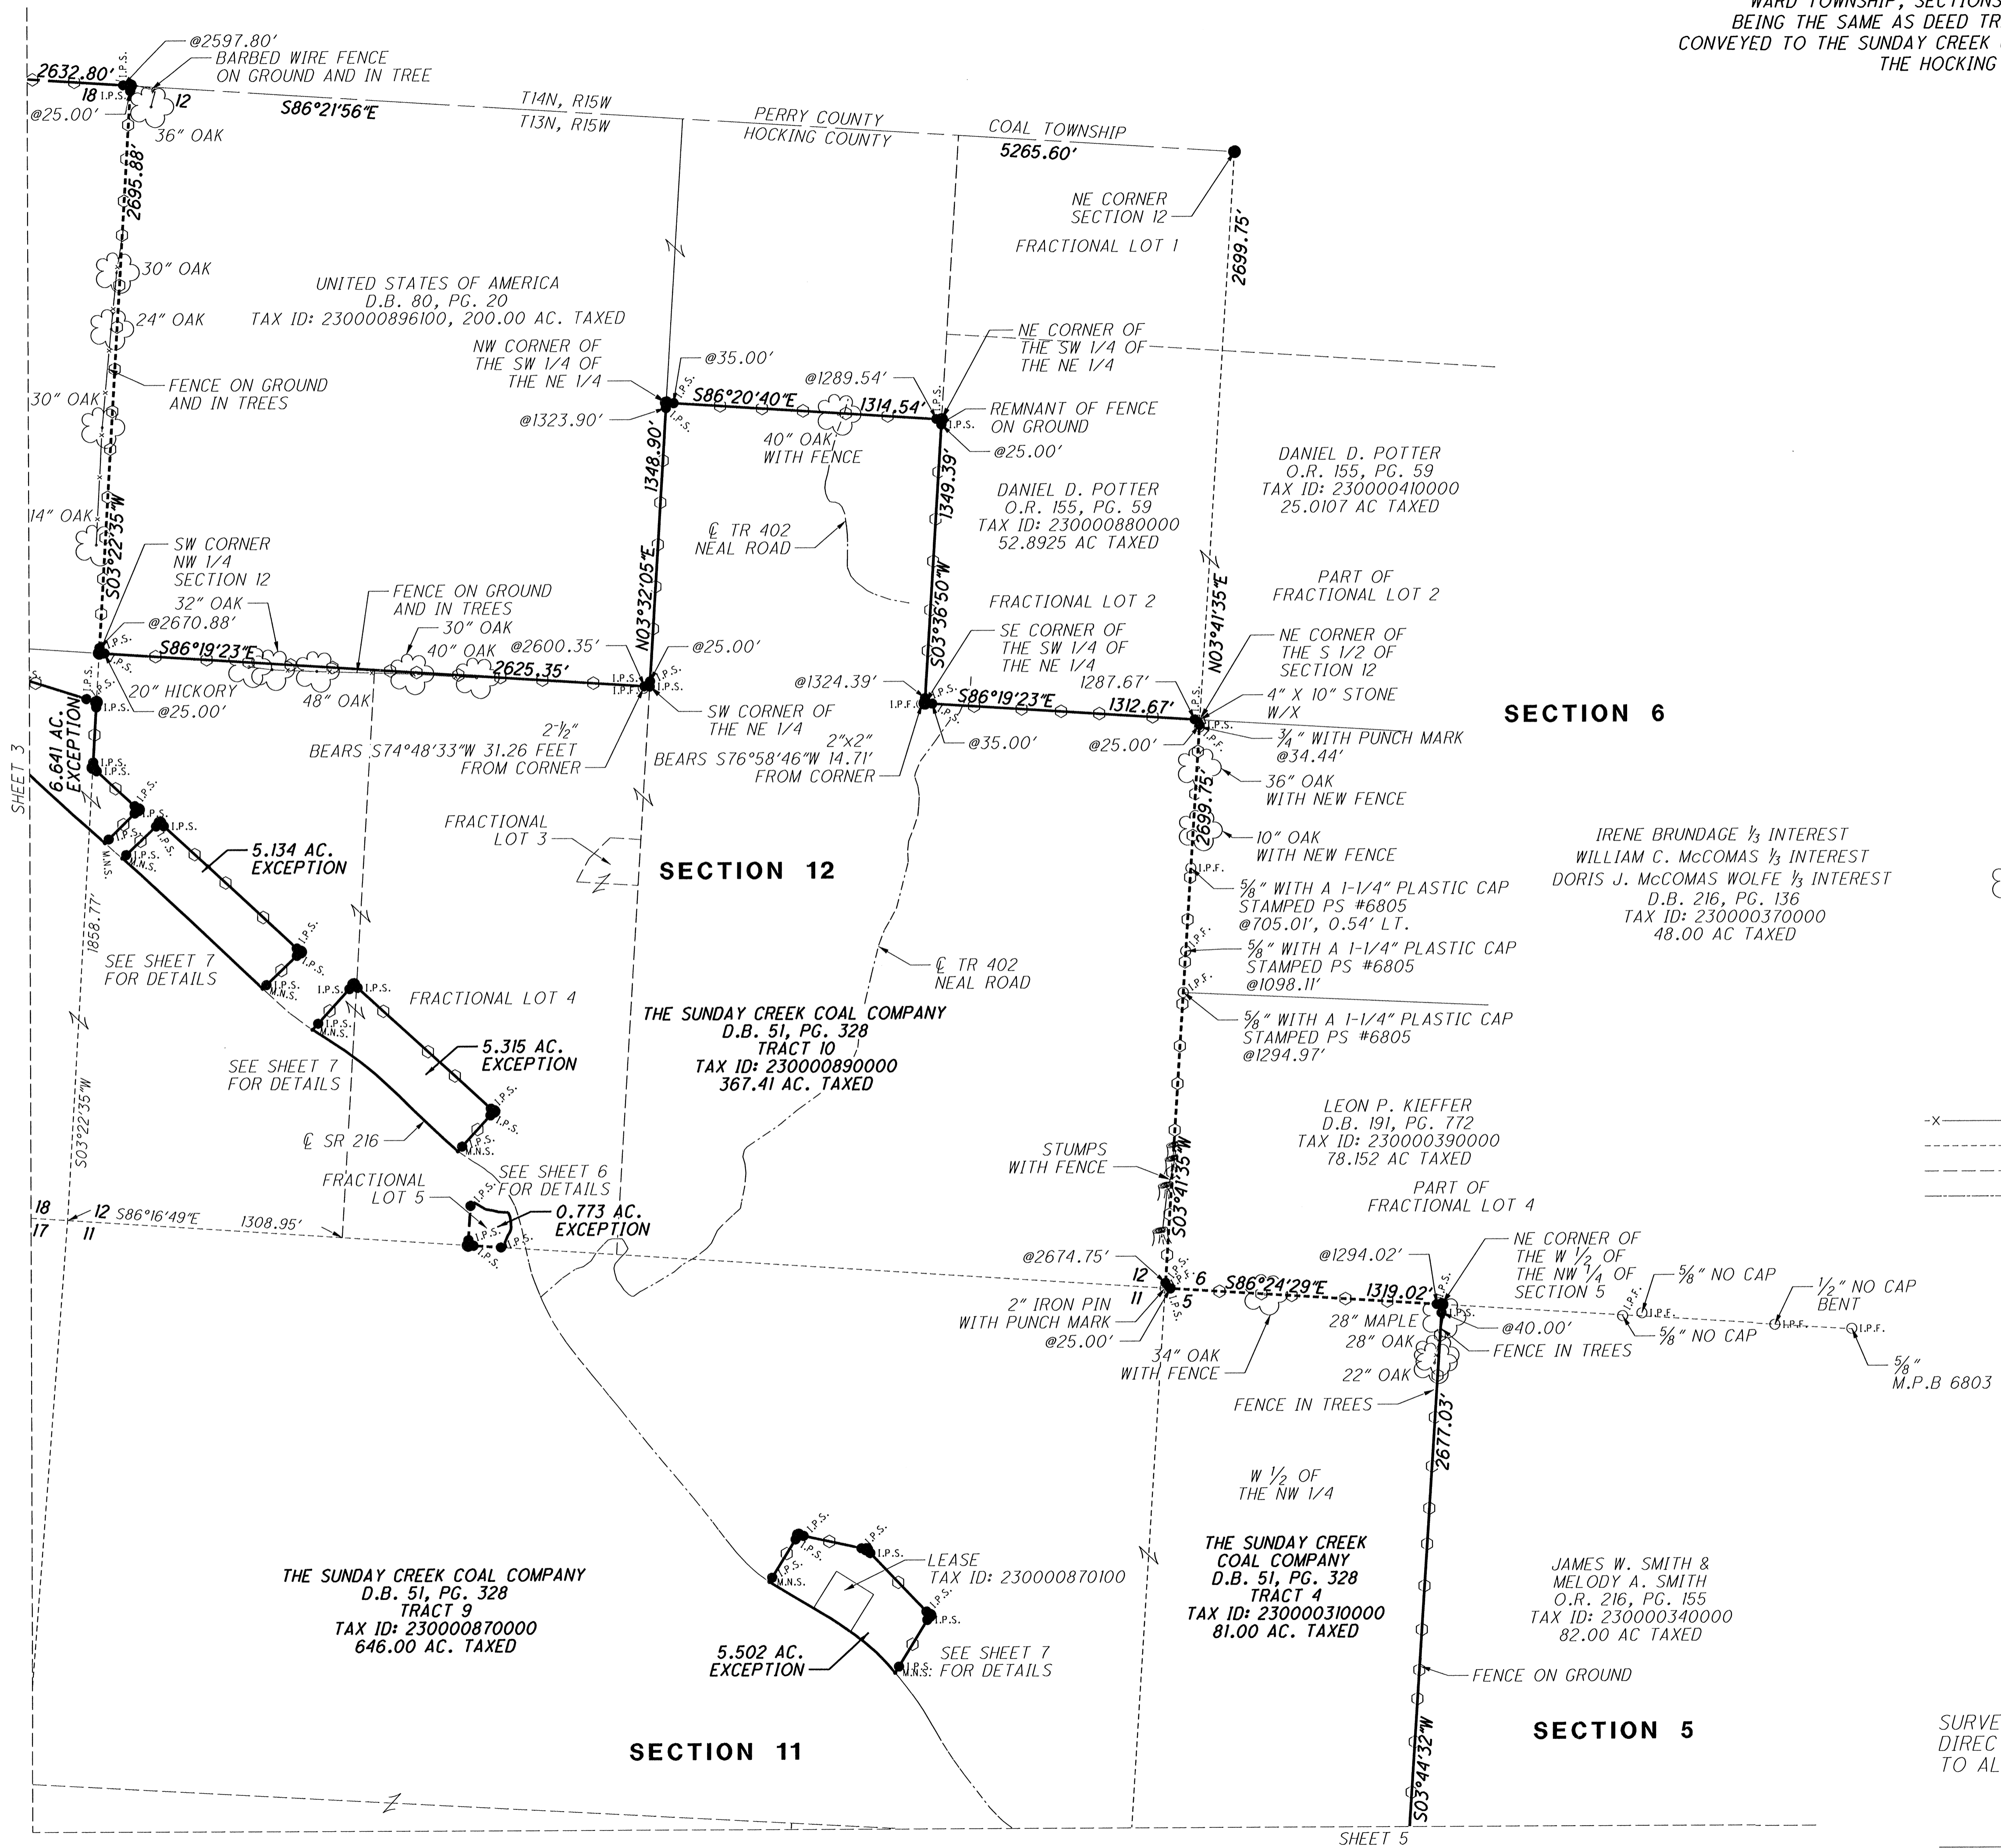 WARD TOWNSHIP, SECTIONS
BEING THE SAME AS DEED TR
CONVEYED TO THE SUNDAY CREEK
THE HOCKING
@2597.80'
BARBED WIRE FENCE
ON GROUND AND IN TREE
2632.80'
I.P.S.
18
I.P.S.
12
@25.00'
36" OAK
S86°21'56"E
T14N, R15W
T13N, R15W
PERRY COUNTY
HOCKING COUNTY
COAL TOWNSHIP
5265.60'
NE CORNER
SECTION 12
FRACTIONAL LOT 1
2699.75'
2695.88'
30" OAK
24" OAK
FENCE ON GROUND
AND IN TREES
30" OAK
14" OAK
S03°22'35"W
UNITED STATES OF AMERICA
D.B. 80, PG. 20
TAX ID: 230000896100, 200.00 AC. TAXED
NW CORNER OF
THE SW 1/4 OF
THE NE 1/4
@35.00'
I.P.S.
I.P.S.
@1323.90'
S86°20'40"E
1314.54'
@1289.54'
NE CORNER OF
THE SW 1/4 OF
THE NE 1/4
I.P.S.
I.P.S.
REMNANT OF FENCE
ON GROUND
@25.00'
40" OAK
WITH FENCE
1348.90'
N03°32'05"E
1349.39'
S03°36'50"W
℄ TR 402
NEAL ROAD
DANIEL D. POTTER
O.R. 155, PG. 59
TAX ID: 230000880000
52.8925 AC TAXED
DANIEL D. POTTER
O.R. 155, PG. 59
TAX ID: 230000410000
25.0107 AC TAXED
PART OF
FRACTIONAL LOT 2
FRACTIONAL LOT 2
N03°41'35"E
SW CORNER
NW 1/4
SECTION 12
32" OAK
@2670.88'
I.P.S.
I.P.S.
S86°19'23"E
FENCE ON GROUND
AND IN TREES
30" OAK
40" OAK
@2600.35'
2625.35'
@25.00'
I.P.S.
I.P.F.
I.P.S.
20" HICKORY
@25.00'
48" OAK
2-½"
BEARS S74°48'33"W 31.26 FEET
FROM CORNER
SW CORNER OF
THE NE 1/4
SE CORNER OF
THE SW 1/4 OF
THE NE 1/4
@1324.39'
I.P.S.
I.P.F.
I.P.S.
S86°19'23"E
1287.67'
1312.67'
@35.00'
@25.00'
2"x2"
BEARS S76°58'46"W 14.71'
FROM CORNER
NE CORNER OF
THE S 1/2 OF
SECTION 12
4" X 10" STONE
W/X
I.P.S.
I.P.S.
I.P.F.
¾" WITH PUNCH MARK
@34.44'
36" OAK
WITH NEW FENCE
2699.75'
10" OAK
WITH NEW FENCE
SECTION 6
SHEET 3
6.641 AC.
EXCEPTION
I.P.S.
I.P.S.
I.P.S.
I.P.S.
I.P.S.
I.P.S.
I.P.S.
I.P.S.
M.N.S.
I.P.S.
I.P.S.
I.P.S.
M.N.S.
5.134 AC.
EXCEPTION
FRACTIONAL
LOT 3
SECTION 12
IRENE BRUNDAGE ⅓ INTEREST
WILLIAM C. McCOMAS ⅓ INTEREST
DORIS J. McCOMAS WOLFE ⅓ INTEREST
D.B. 216, PG. 136
TAX ID: 230000370000
48.00 AC TAXED
I.P.F.
⅝" WITH A 1-1/4" PLASTIC CAP
STAMPED PS #6805
@705.01', 0.54' LT.
I.P.F.
⅝" WITH A 1-1/4" PLASTIC CAP
STAMPED PS #6805
@1098.11'
I.P.F.
⅝" WITH A 1-1/4" PLASTIC CAP
STAMPED PS #6805
@1294.97'
1858.77'
SEE SHEET 7
FOR DETAILS
I.P.S.
I.P.S.
I.P.S.
M.N.S.
I.P.S.
I.P.S.
I.P.S.
M.N.S.
FRACTIONAL LOT 4
℄ TR 402
NEAL ROAD
THE SUNDAY CREEK COAL COMPANY
D.B. 51, PG. 328
TRACT 10
TAX ID: 230000890000
367.41 AC. TAXED
SEE SHEET 7
FOR DETAILS
5.315 AC.
EXCEPTION
S03°22'35"W
℄ SR 216
I.P.S.
I.P.S.
I.P.S.
M.N.S.
LEON P. KIEFFER
D.B. 191, PG. 772
TAX ID: 230000390000
78.152 AC TAXED
PART OF
FRACTIONAL LOT 4
STUMPS
WITH FENCE
S03°41'35"W
FRACTIONAL
LOT 5
SEE SHEET 6
FOR DETAILS
I.P.S.
0.773 AC.
EXCEPTION
I.P.S.
I.P.S.
I.P.S.
18
12
17
11
S86°16'49"E
1308.95'
@2674.75'
12
6
11
5
I.P.S.
I.P.F.
I.P.S.
S86°24'29"E
1319.02'
@1294.02'
NE CORNER OF
THE W ½ OF
THE NW ¼ OF
SECTION 5
I.P.S.
I.P.S.
2" IRON PIN
WITH PUNCH MARK
@25.00'
34" OAK
WITH FENCE
28" MAPLE
28" OAK
22" OAK
@40.00'
FENCE IN TREES
FENCE IN TREES
⅝" NO CAP
I.P.F.
I.P.F.
⅝" NO CAP
½" NO CAP
BENT
I.P.F.
I.P.F.
⅝"
M.P.B 6803
2677.03'
W ½ OF
THE NW 1/4
THE SUNDAY CREEK
COAL COMPANY
D.B. 51, PG. 328
TRACT 4
TAX ID: 230000310000
81.00 AC. TAXED
JAMES W. SMITH &
MELODY A. SMITH
O.R. 216, PG. 155
TAX ID: 230000340000
82.00 AC TAXED
I.P.S.
I.P.S.
I.P.S.
I.P.S.
I.P.S.
M.N.S.
LEASE
TAX ID: 230000870100
I.P.S.
I.P.S.
I.P.S.
M.N.S.
SEE SHEET 7
FOR DETAILS
5.502 AC.
EXCEPTION
THE SUNDAY CREEK COAL COMPANY
D.B. 51, PG. 328
TRACT 9
TAX ID: 230000870000
646.00 AC. TAXED
FENCE ON GROUND
SECTION 11
SECTION 5
S03°44'32"W
SURVE
DIREC
TO AL
SHEET 5